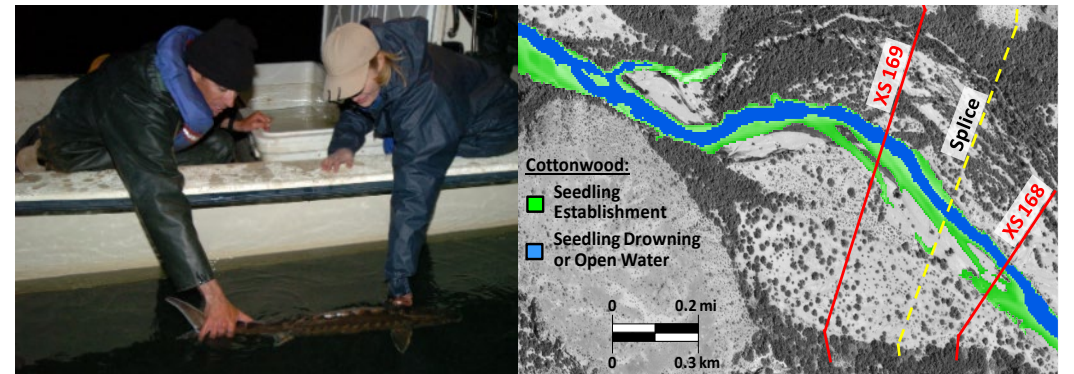 XS 169
Splice
XS 168
Cottonwood:
Seedling
Establishment
Seedling Drowning
or Open Water
0 0.2 mi
0 0.3 km